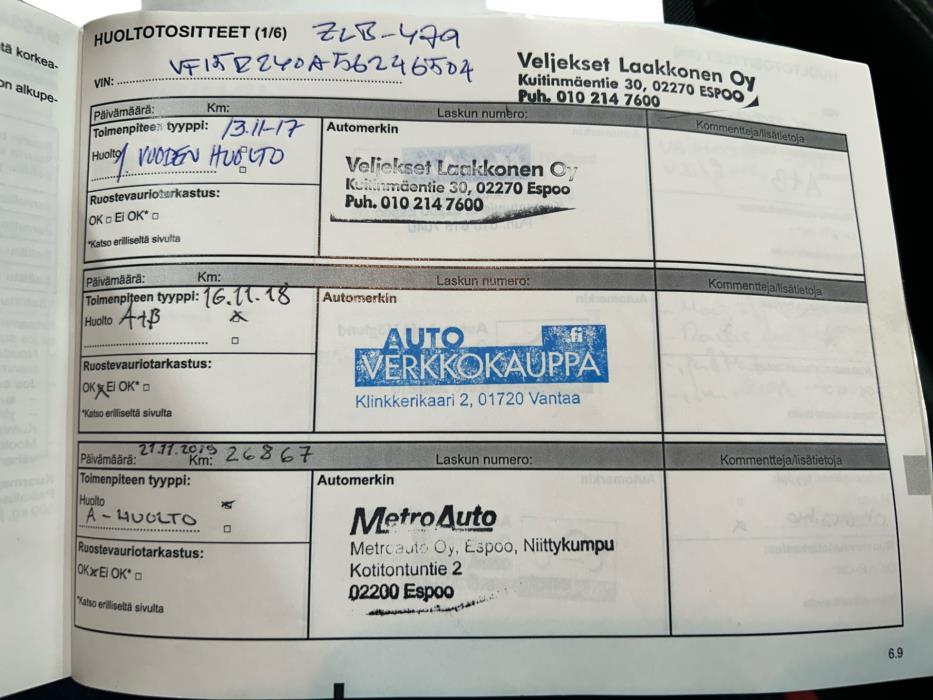 tä korkea-
on alkupe-
HUOLTOTOSITTEET (1/6) ZLB-479
VIN: VF15R240A56246504
Veljekset Laakkonen Oy
Kuitinmäentie 30, 02270 ESPOO
Puh. 010 214 7600
Päivämäärä: Km: Laskun numero: Kommentteja/lisätietoja
Toimenpiteen tyyppi: 13.11-17
Huolto 1 VUODEN HUOLTO
Ruostevauriotarkastus:
OK □ Ei OK* □
*Katso erilliseltä sivulta
Automerkin
Veljekset Laakkonen Oy
Kuitinmäentie 30, 02270 Espoo
Puh. 010 214 7600
Päivämäärä: Km: Laskun numero: Kommentteja/lisätietoja
Toimenpiteen tyyppi: 16.11.18
Huolto A+B x
□
Ruostevauriotarkastus:
OK x Ei OK* □
*Katso erilliseltä sivulta
Automerkin
AUTO .fi
VERKKOKAUPPA
Klinkkerikaari 2, 01720 Vantaa
Päivämäärä: 21.11.2019 Km: 26867 Laskun numero: Kommentteja/lisätietoja
Toimenpiteen tyyppi:
Huolto x
A-HUOLTO □
Ruostevauriotarkastus:
OK x Ei OK* □
*Katso erilliseltä sivulta
Automerkin
MetroAuto
Metroauto Oy, Espoo, Niittykumpu
Kotitontuntie 2
02200 Espoo
6.9